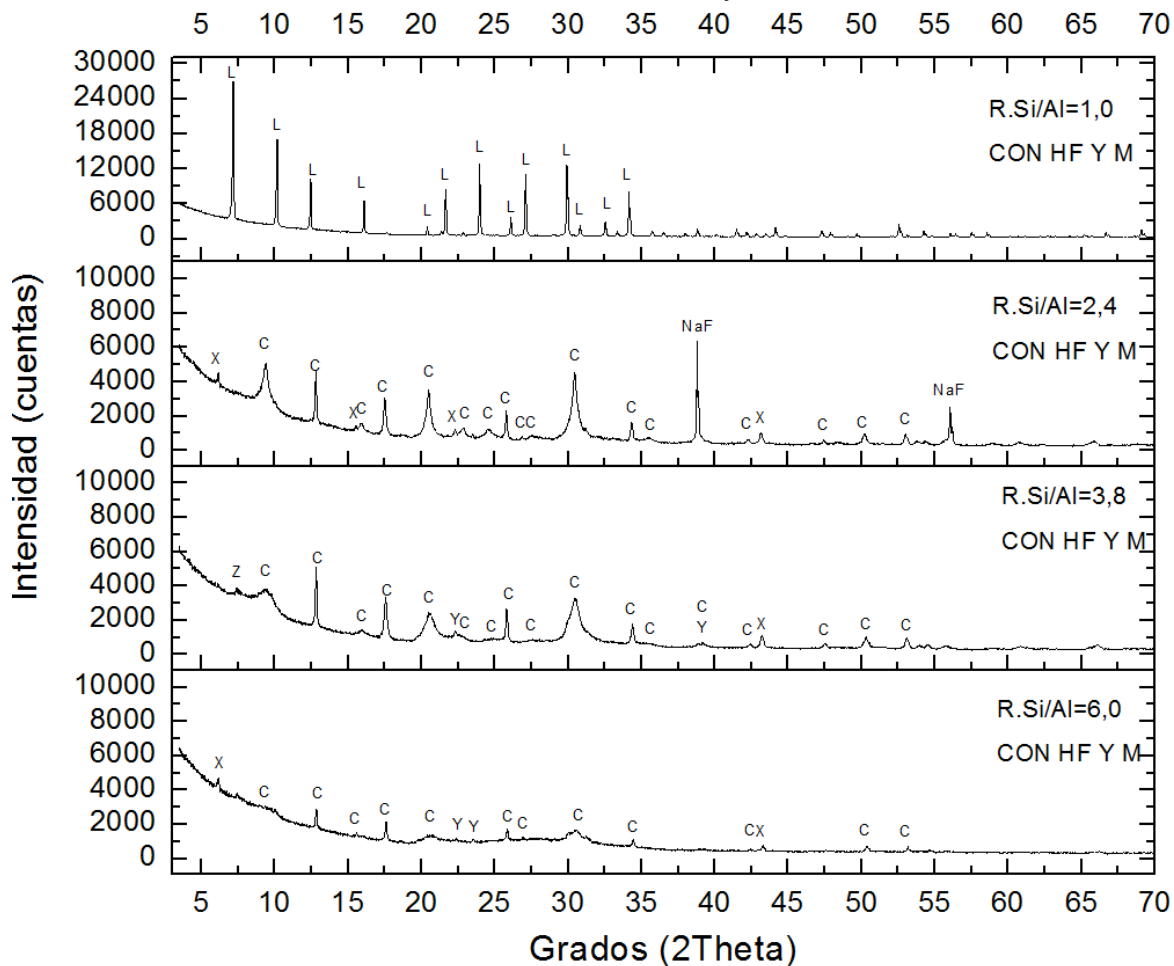 5 10 15 20 25 30 35 40 45 50 55 60 65 70
Intensidad (cuentas)
30000
24000
18000
12000
6000
0
L L L L L L L L L L L L L
R.Si/Al=1,0
CON HF Y M
10000
8000
6000
4000
2000
0
X C C X C C C X C C C C C C C C NaF C X C C C NaF
R.Si/Al=2,4
CON HF Y M
10000
8000
6000
4000
2000
0
Z C C C C C Y C C C C C C C C Y C X C C C
R.Si/Al=3,8
CON HF Y M
10000
8000
6000
4000
2000
0
X C C C C C Y Y C C C C C X C C
R.Si/Al=6,0
CON HF Y M
5 10 15 20 25 30 35 40 45 50 55 60 65 70
Grados (2Theta)